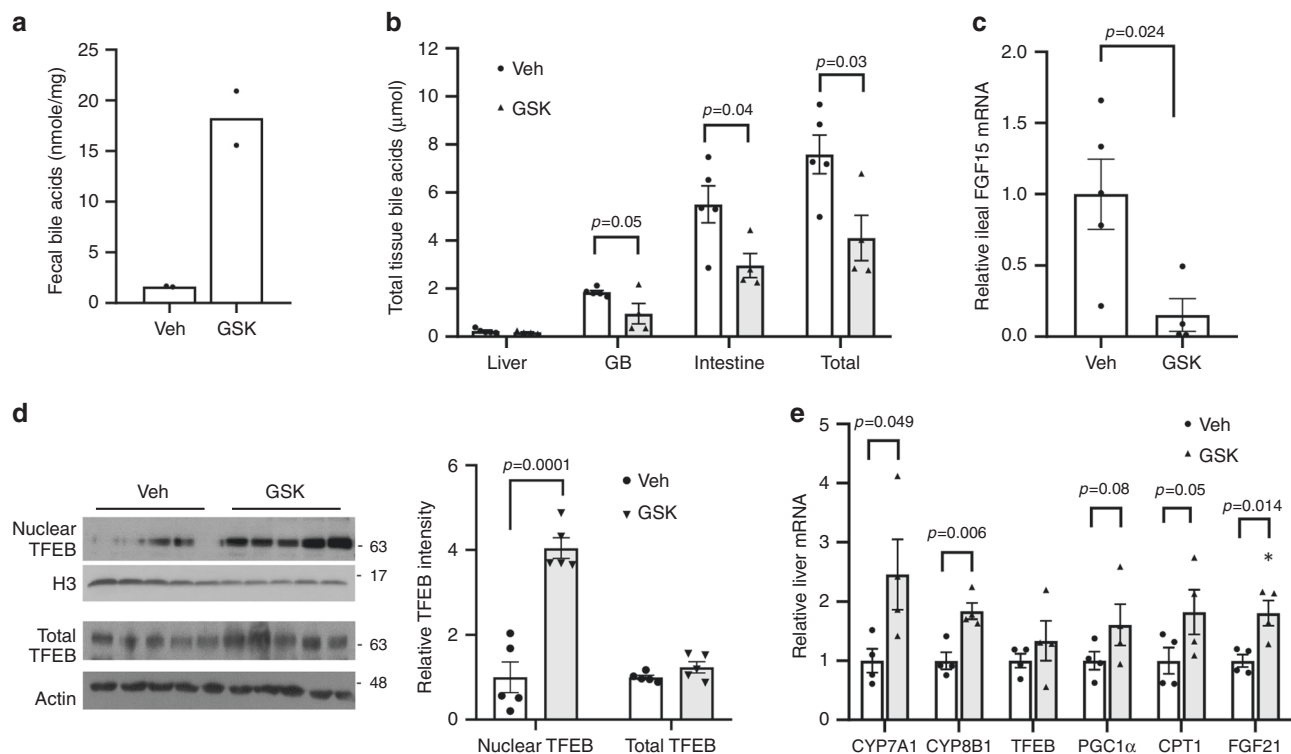 a
Fecal bile acids (nmole/mg)
25
20
15
10
5
0
Veh GSK
b
Total tissue bile acids (μmol)
12
10
8
6
4
2
0
Veh
GSK
p=0.05
p=0.04
p=0.03
Liver GB Intestine Total
c
Relative ileal FGF15 mRNA
2.0
1.5
1.0
0.5
0.0
p=0.024
Veh GSK
d
Veh GSK
Nuclear
TFEB
63
H3
17
Total
TFEB
63
Actin
48
Relative TFEB intensity
6
4
2
0
p=0.0001
Veh
GSK
Nuclear TFEB Total TFEB
e
Relative liver mRNA
5
4
3
2
1
0
Veh
GSK
p=0.049
p=0.006
p=0.08
p=0.05
p=0.014
*
CYP7A1 CYP8B1 TFEB PGC1α CPT1 FGF21